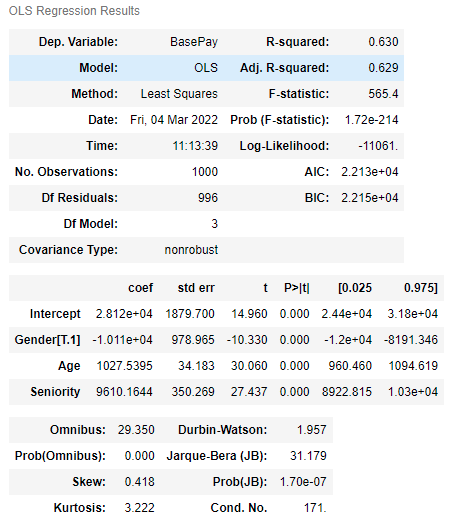 OLS Regression Results
Dep. Variable: BasePay R-squared: 0.630
Model: OLS Adj. R-squared: 0.629
Method: Least Squares F-statistic: 565.4
Date: Fri, 04 Mar 2022 Prob (F-statistic): 1.72e-214
Time: 11:13:39 Log-Likelihood: -11061.
No. Observations: 1000 AIC: 2.213e+04
Df Residuals: 996 BIC: 2.215e+04
Df Model: 3
Covariance Type: nonrobust
coef std err t P>|t| [0.025 0.975]
Intercept 2.812e+04 1879.700 14.960 0.000 2.44e+04 3.18e+04
Gender[T.1] -1.011e+04 978.965 -10.330 0.000 -1.2e+04 -8191.346
Age 1027.5395 34.183 30.060 0.000 960.460 1094.619
Seniority 9610.1644 350.269 27.437 0.000 8922.815 1.03e+04
Omnibus: 29.350 Durbin-Watson: 1.957
Prob(Omnibus): 0.000 Jarque-Bera (JB): 31.179
Skew: 0.418 Prob(JB): 1.70e-07
Kurtosis: 3.222 Cond. No. 171.